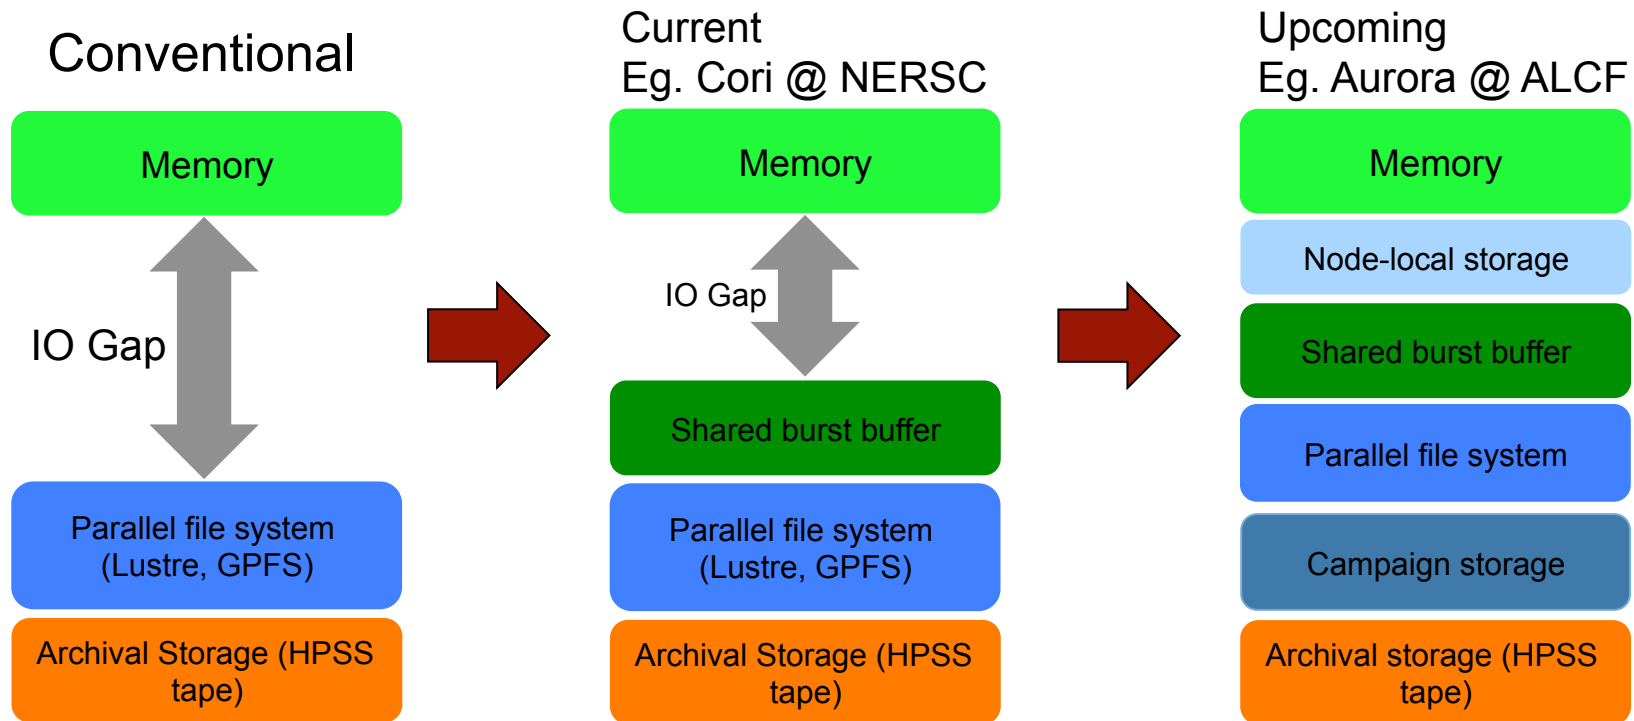 Conventional
Memory
IO Gap
Parallel file system
(Lustre, GPFS)
Archival Storage (HPSS
tape)
Current
Eg. Cori @ NERSC
Memory
IO Gap
Shared burst buffer
Parallel file system
(Lustre, GPFS)
Archival Storage (HPSS
tape)
Upcoming
Eg. Aurora @ ALCF
Memory
Node-local storage
Shared burst buffer
Parallel file system
Campaign storage
Archival storage (HPSS
tape)